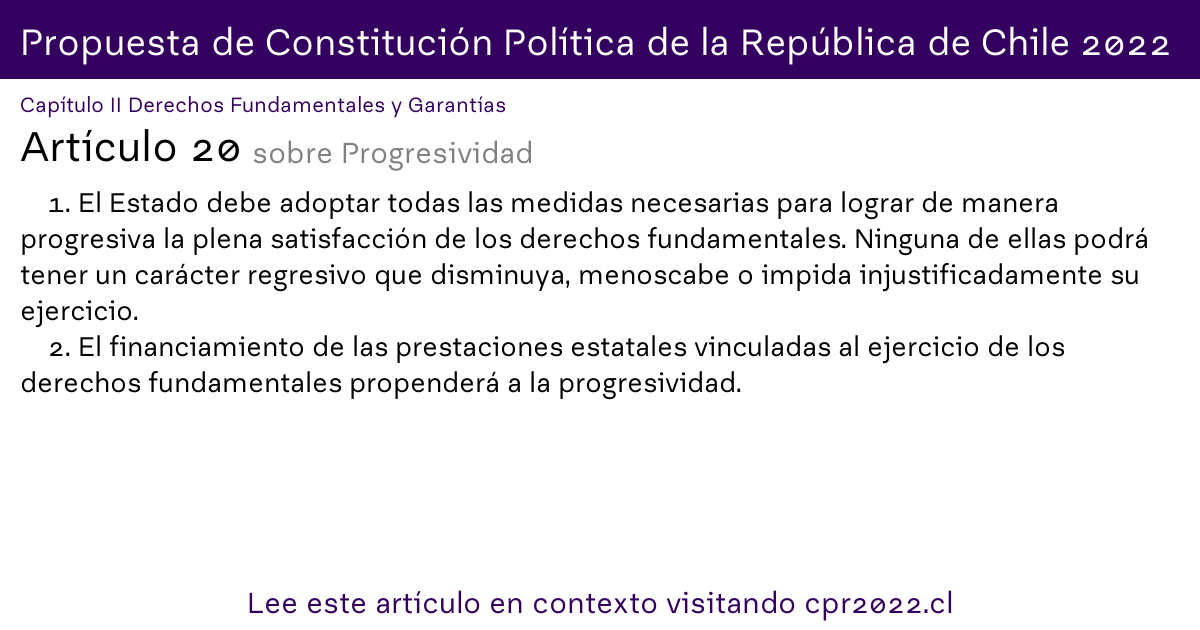 Propuesta de Constitución Política de la República de Chile 2022
Capítulo II Derechos Fundamentales y Garantías
Artículo 20 sobre Progresividad
1. El Estado debe adoptar todas las medidas necesarias para lograr de manera
progresiva la plena satisfacción de los derechos fundamentales. Ninguna de ellas podrá
tener un carácter regresivo que disminuya, menoscabe o impida injustificadamente su
ejercicio.
2. El financiamiento de las prestaciones estatales vinculadas al ejercicio de los
derechos fundamentales propenderá a la progresividad.
Lee este artículo en contexto visitando cpr2022.cl